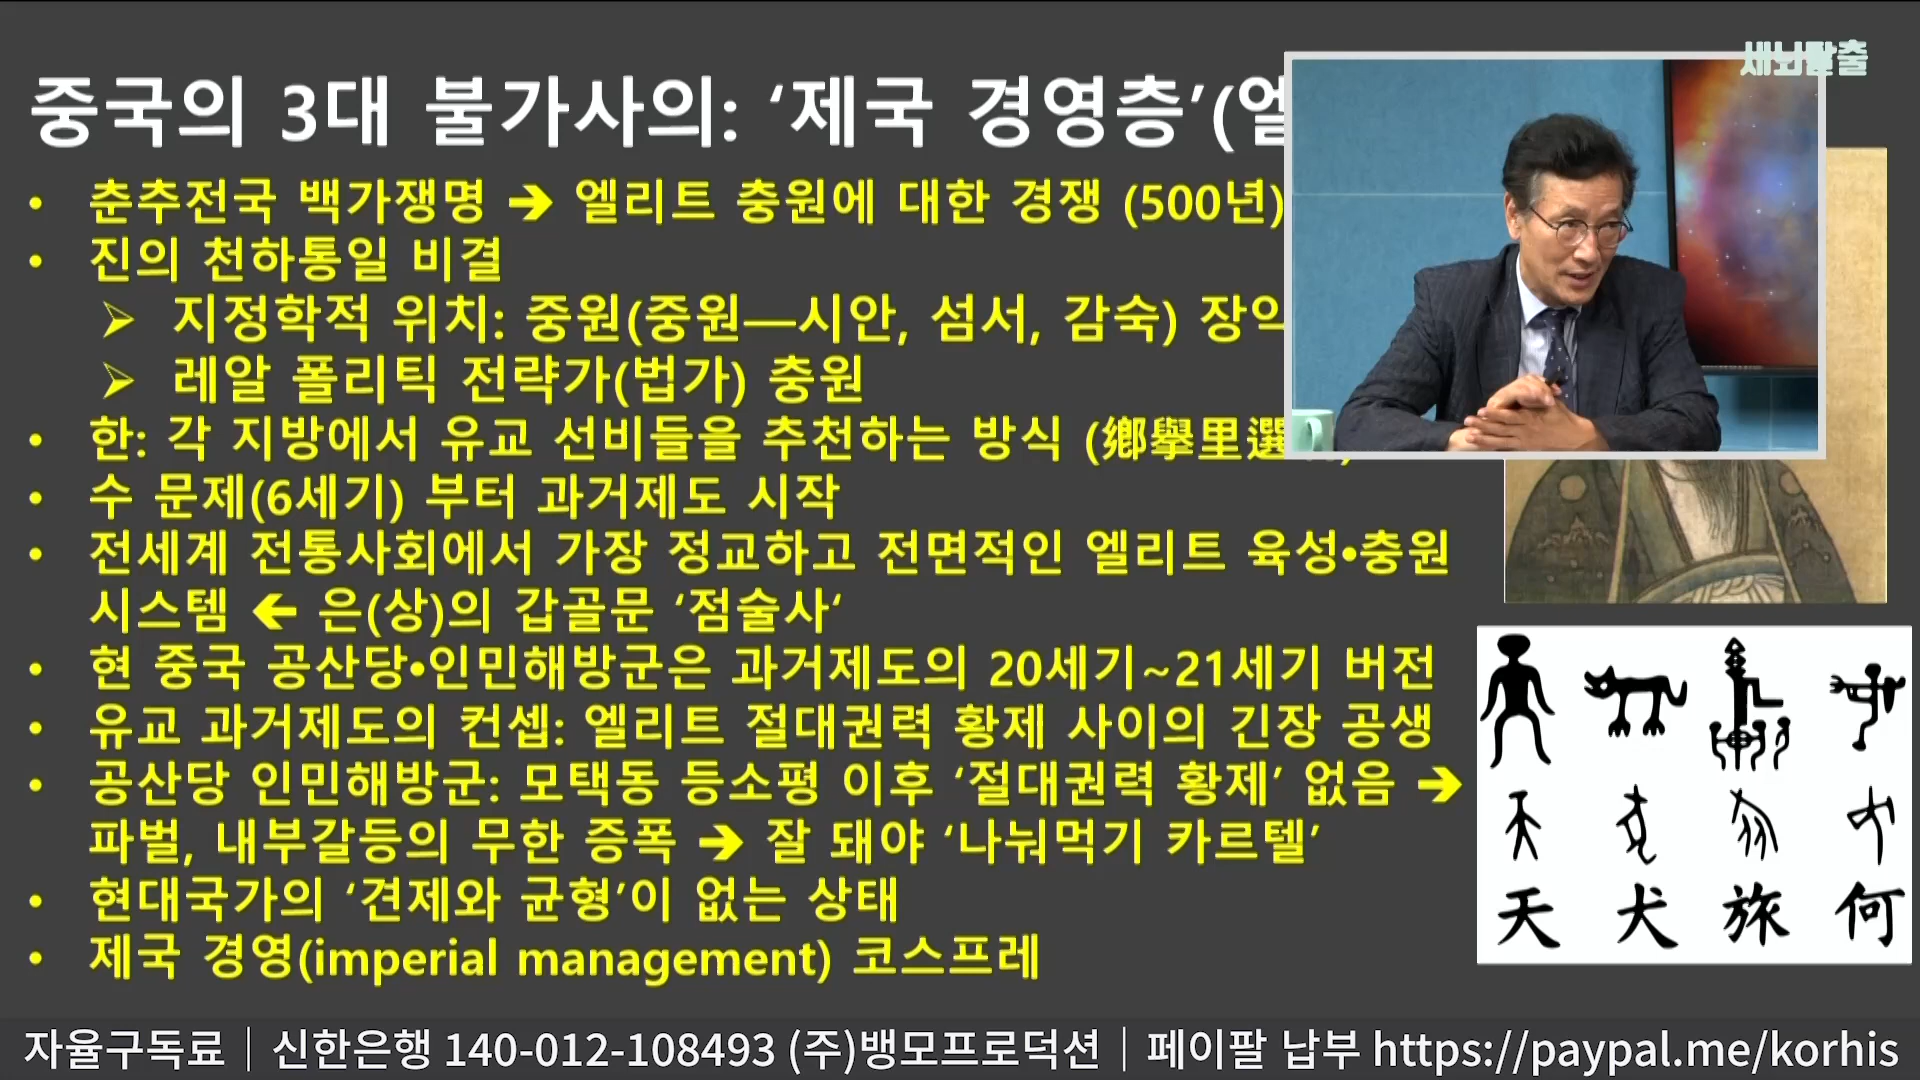 세뇌탈출
중국의 3대 불가사의: ‘제국 경영층’(엘
• 춘추전국 백가쟁명 ➔ 엘리트 충원에 대한 경쟁 (500년)
• 진의 천하통일 비결
➢ 지정학적 위치: 중원(중원—시안, 섬서, 감숙) 장악
➢ 레알 폴리틱 전략가(법가) 충원
• 한: 각 지방에서 유교 선비들을 추천하는 방식 (鄕擧里選
• 수 문제(6세기) 부터 과거제도 시작
• 전세계 전통사회에서 가장 정교하고 전면적인 엘리트 육성•충원
시스템 🡸 은(상)의 갑골문 ‘점술사‘
• 현 중국 공산당•인민해방군은 과거제도의 20세기~21세기 버전
• 유교 과거제도의 컨셉: 엘리트 절대권력 황제 사이의 긴장 공생
• 공산당 인민해방군: 모택동 등소평 이후 ‘절대권력 황제’ 없음 ➔
파벌, 내부갈등의 무한 증폭 ➔ 잘 돼야 ‘나눠먹기 카르텔’
• 현대국가의 ‘견제와 균형’이 없는 상태
• 제국 경영(imperial management) 코스프레
天 犬 旅 何
자율구독료｜신한은행 140-012-108493 (주)뱅모프로덕션｜페이팔 납부 https://paypal.me/korhis